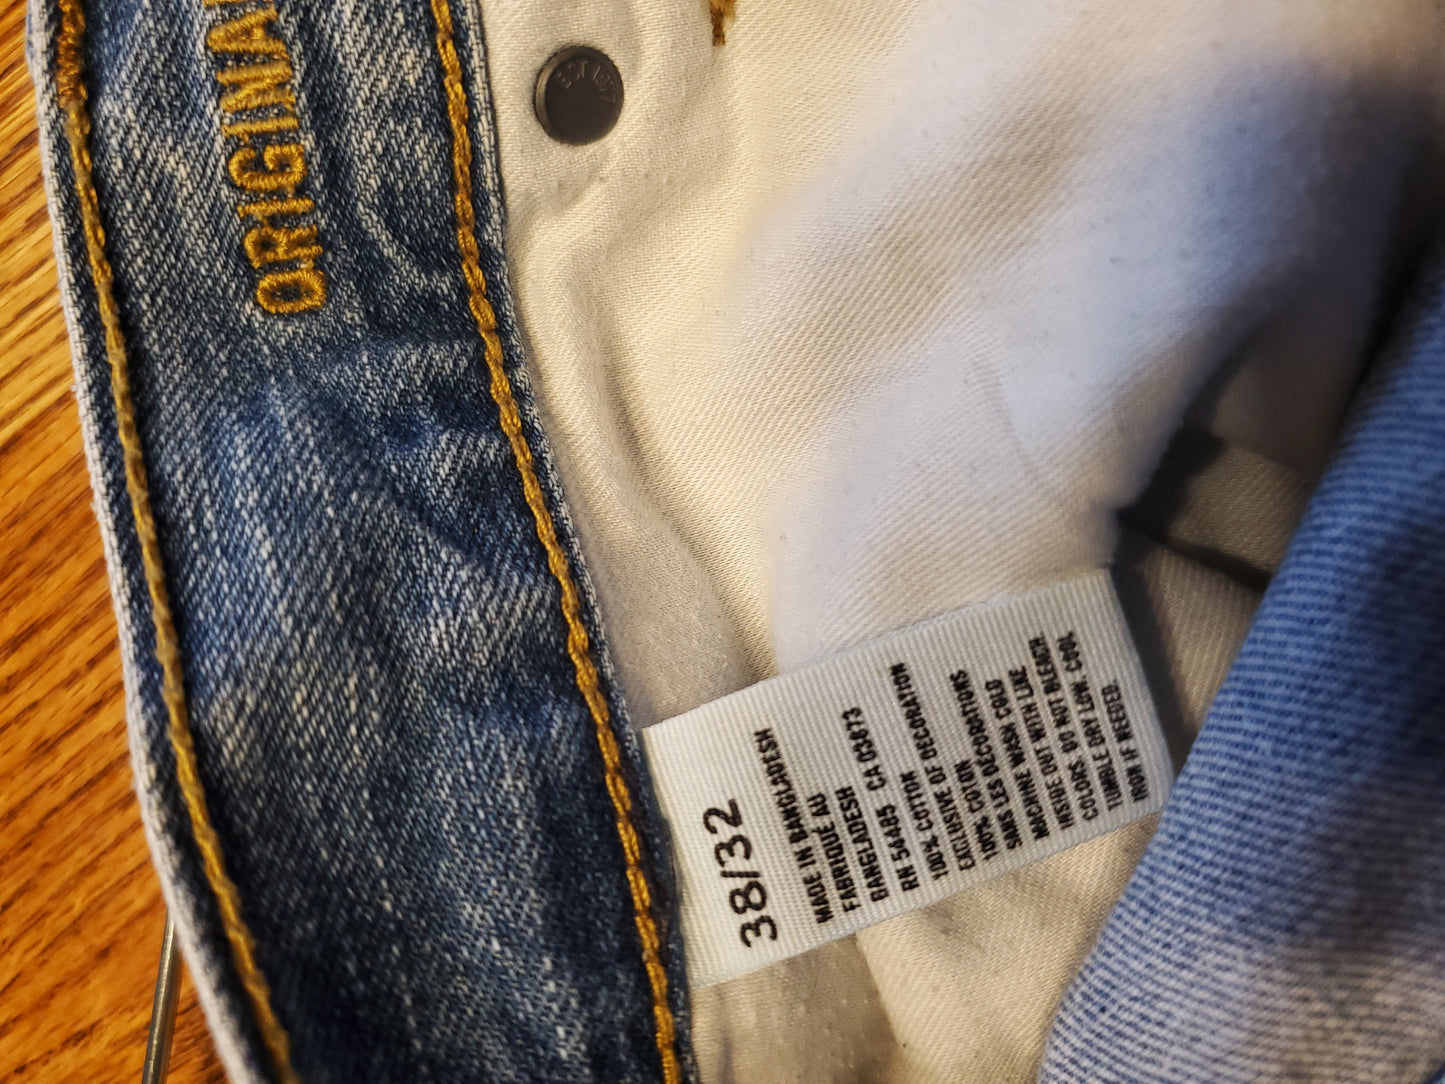 ORIGINA
EST 1977
38/32
MADE IN BANGLADESH
FABRIQUÉ AU
BANGLADESH
RN 54485 CA 03673
100% COTTON
EXCLUSIVE OF DECORATION
100% COTON
SANS LES DECORATIONS
MACHINE WASH COLD
INSIDE OUT WITH LIKE
COLORS. DO NOT BLEACH.
TUMBLE DRY LOW. COOL
IRON IF NEEDED.